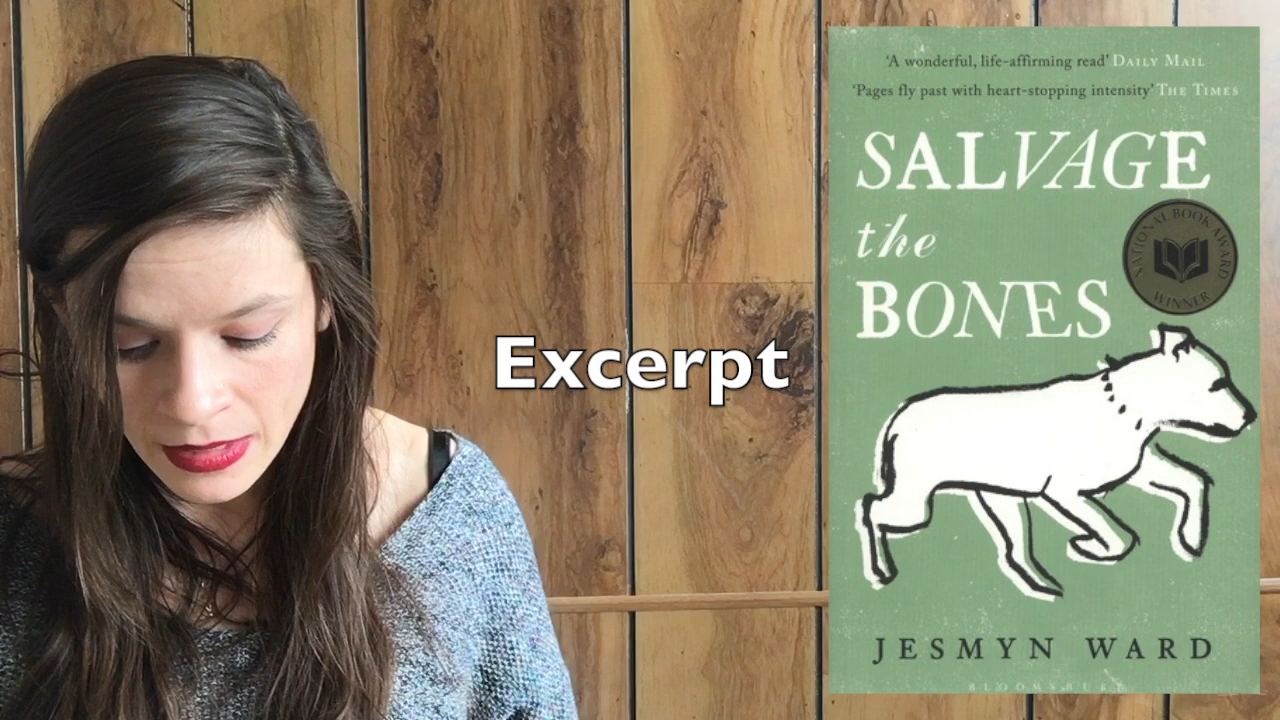 Excerpt
'A wonderful, life-affirming read' DAILY MAIL
'Pages fly past with heart-stopping intensity' THE TIMES
SALVAGE
the
BONES
NATIONAL BOOK AWARD
WINNER
JESMYN WARD
BLOOMSBURY